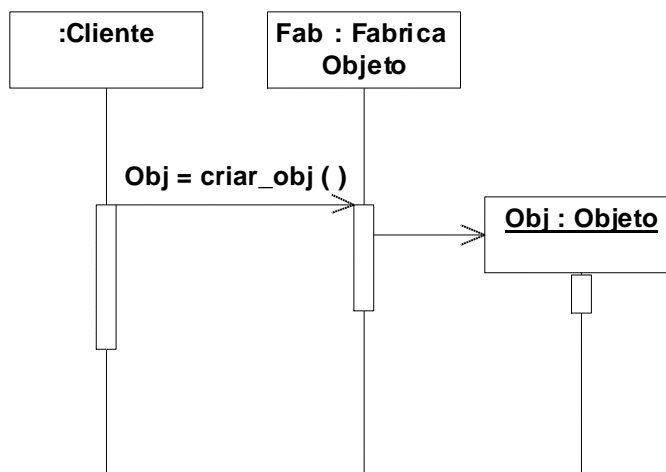 :Cliente
Fab : Fabrica
Objeto
Obj = criar_obj ( )
Obj : Objeto